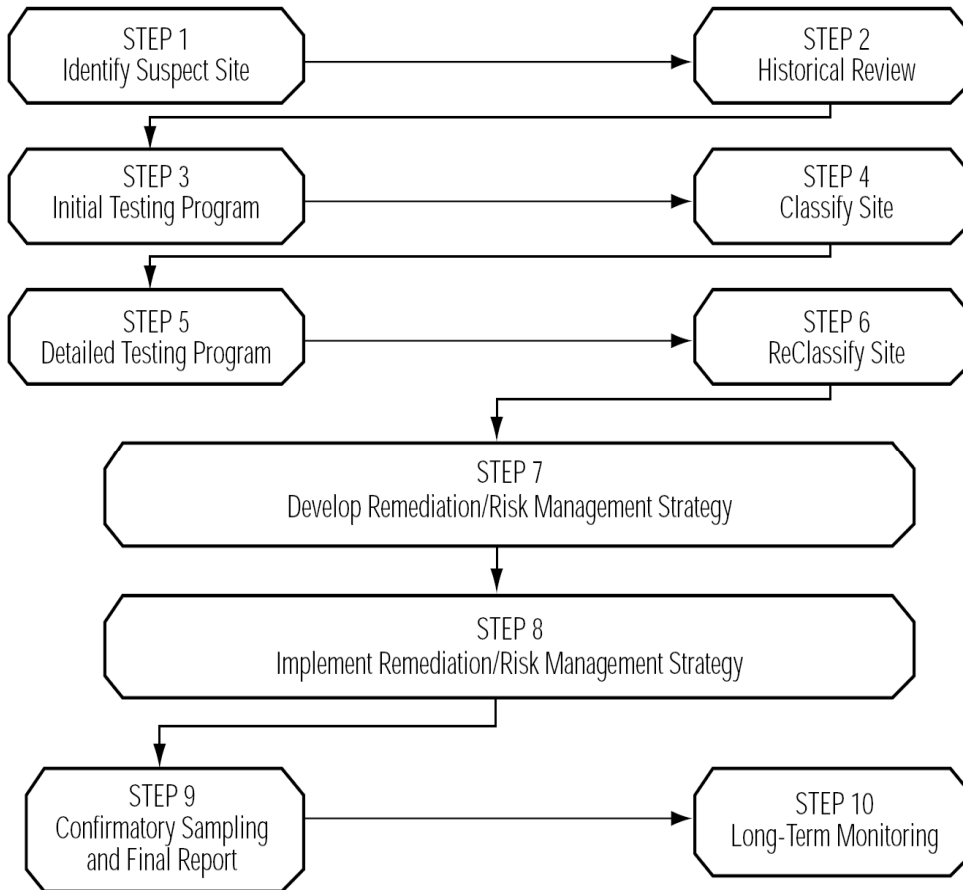 STEP 1
Identify Suspect Site
STEP 2
Historical Review
STEP 3
Initial Testing Program
STEP 4
Classify Site
STEP 5
Detailed Testing Program
STEP 6
ReClassify Site
STEP 7
Develop Remediation/Risk Management Strategy
STEP 8
Implement Remediation/Risk Management Strategy
STEP 9
Confirmatory Sampling
and Final Report
STEP 10
Long-Term Monitoring